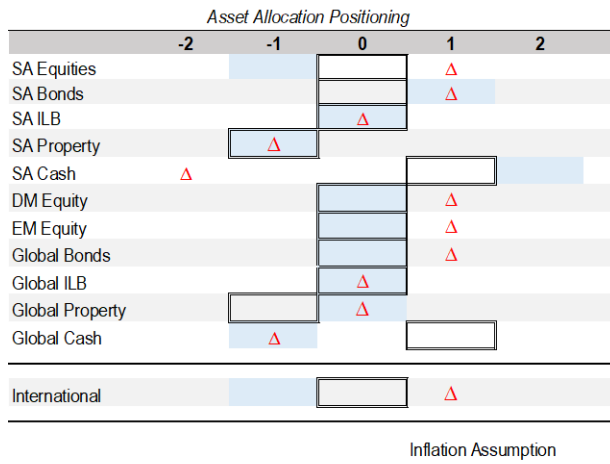 Asset Allocation Positioning
-2 -1 0 1 2
SA Equities Δ
SA Bonds Δ
SA ILB Δ
SA Property Δ
SA Cash Δ
DM Equity Δ
EM Equity Δ
Global Bonds Δ
Global ILB Δ
Global Property Δ
Global Cash Δ
International Δ
Inflation Assumption